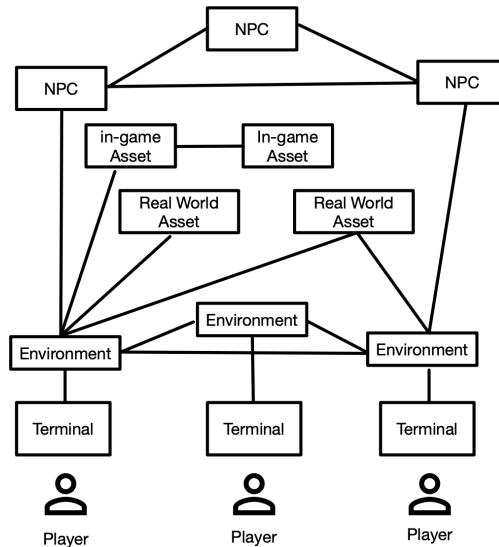 NPC
NPC
NPC
in-game
Asset
In-game
Asset
Real World
Asset
Real World
Asset
Environment
Environment
Environment
Terminal
Terminal
Terminal
Player
Player
Player